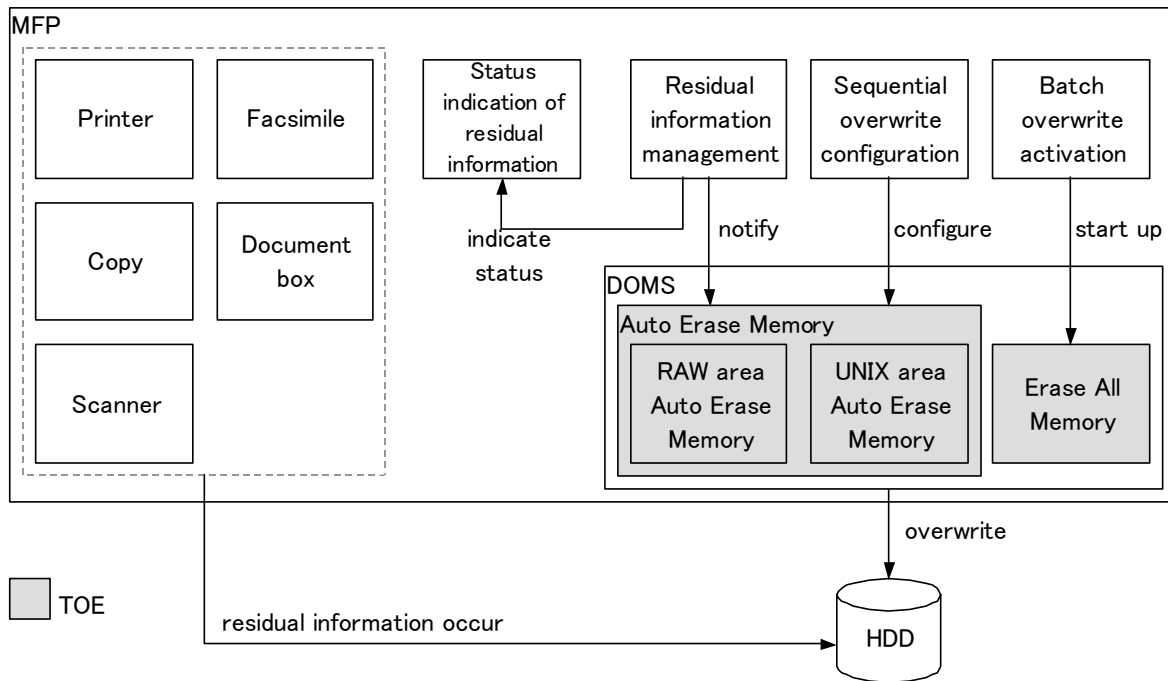 MFP
Printer
Facsimile
Copy
Document
box
Scanner
Status
indication of
residual
information
Residual
information
management
Sequential
overwrite
configuration
Batch
overwrite
activation
indicate
status
notify
configure
start up
DOMS
Auto Erase Memory
RAW area
Auto Erase
Memory
UNIX area
Auto Erase
Memory
Erase All
Memory
overwrite
TOE
residual information occur
HDD